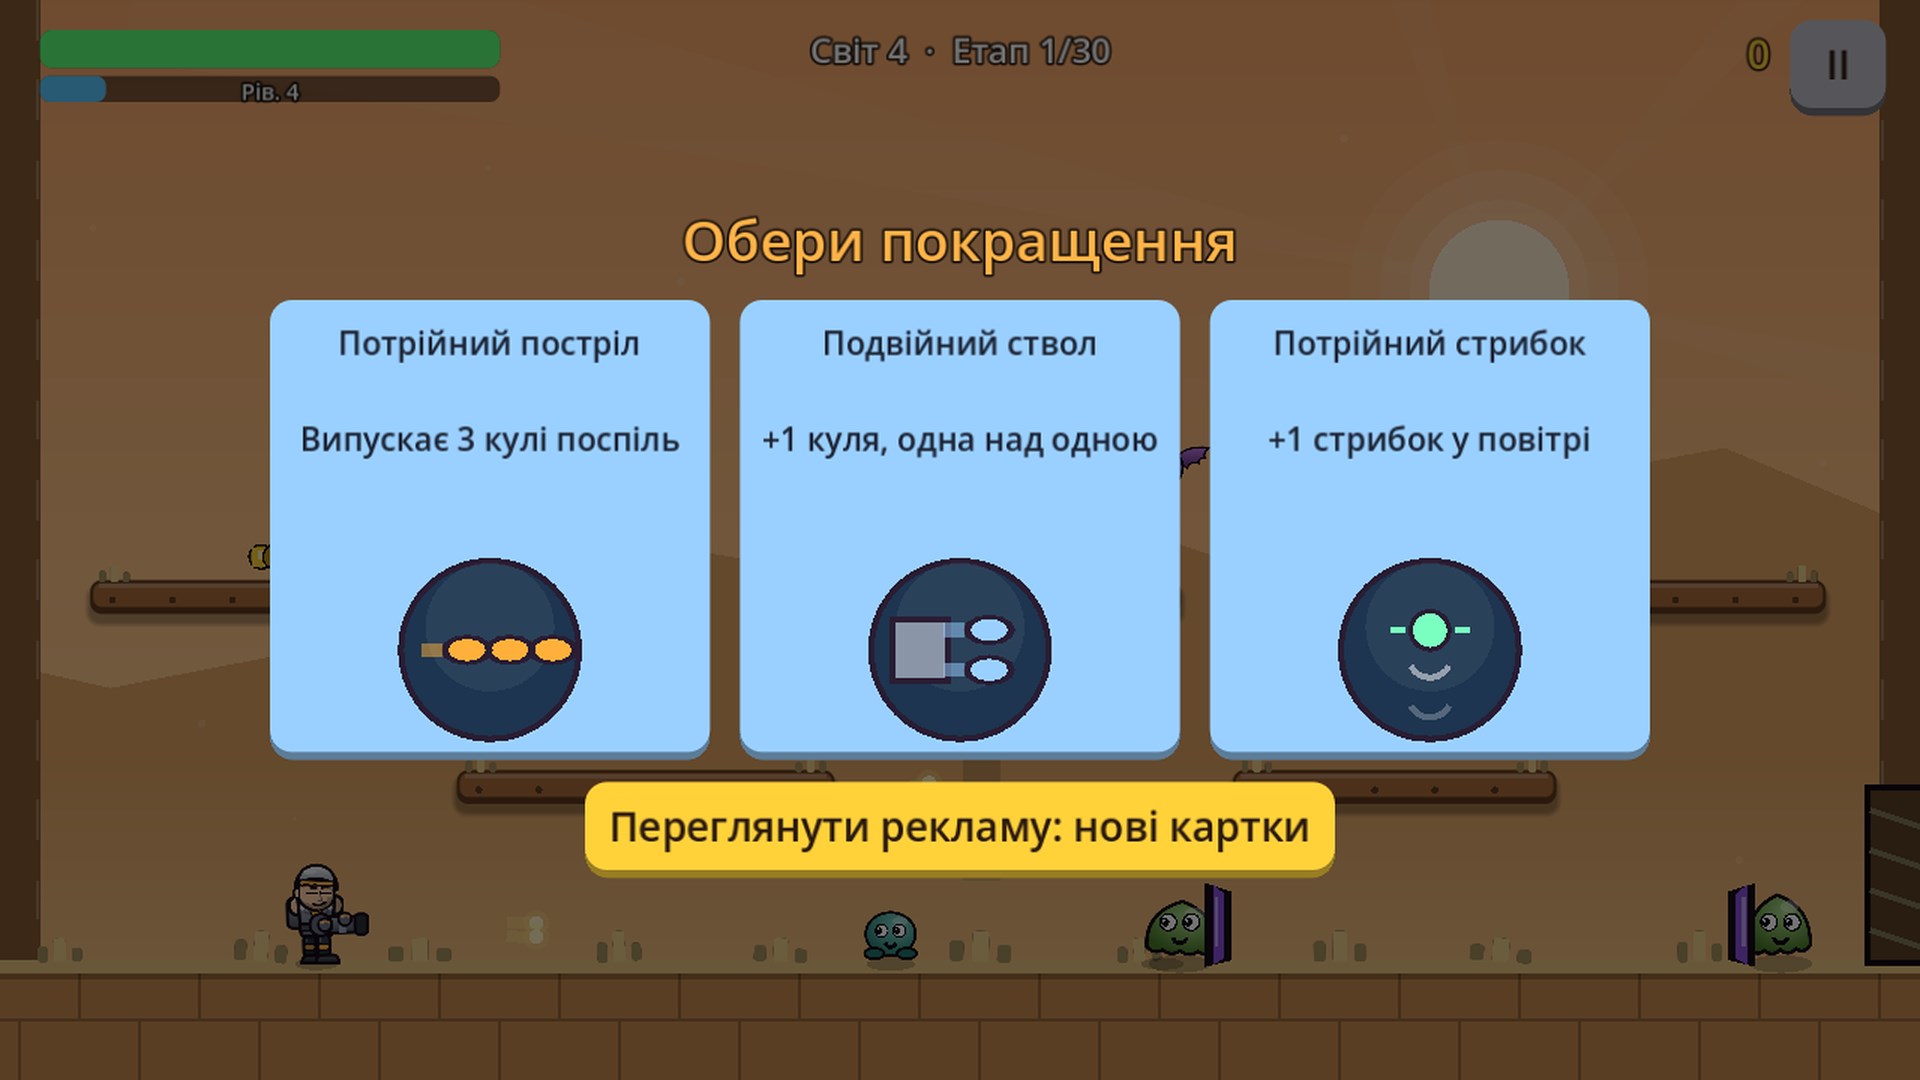 Світ 4 · Етап 1/30
0
Рів. 4
Обери покращення
Потрійний постріл
Випускає 3 кулі поспіль
Подвійний ствол
+1 куля, одна над одною
Потрійний стрибок
+1 стрибок у повітрі
Переглянути рекламу: нові картки